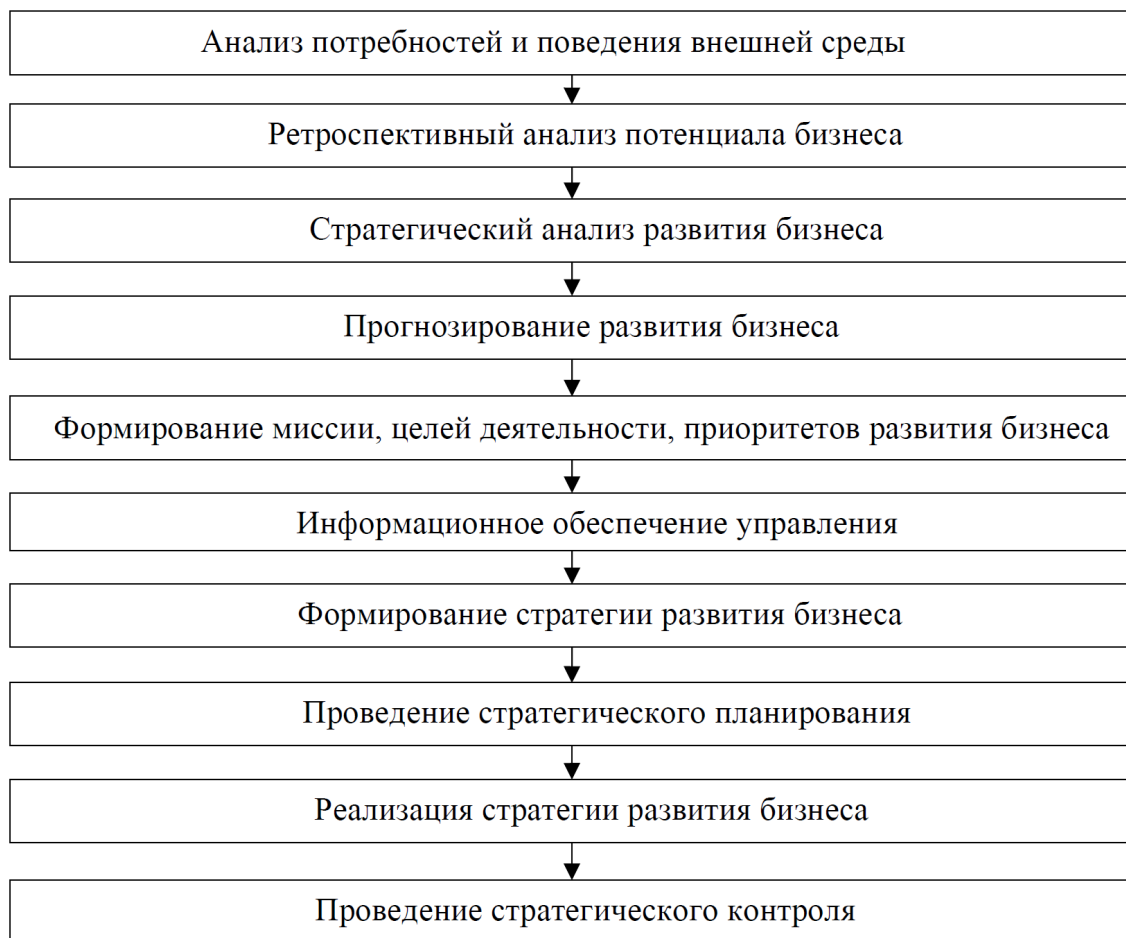 Анализ потребностей и поведения внешней среды
Ретроспективный анализ потенциала бизнеса
Стратегический анализ развития бизнеса
Прогнозирование развития бизнеса
Формирование миссии, целей деятельности, приоритетов развития бизнеса
Информационное обеспечение управления
Формирование стратегии развития бизнеса
Проведение стратегического планирования
Реализация стратегии развития бизнеса
Проведение стратегического контроля